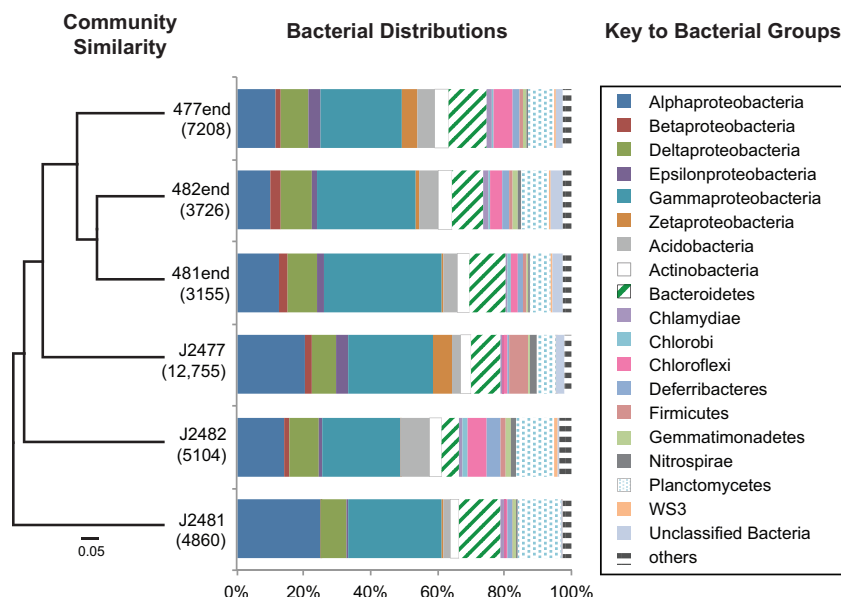 Community
Similarity
Bacterial Distributions
Key to Bacterial Groups
477end
(7208)
482end
(3726)
481end
(3155)
J2477
(12,755)
J2482
(5104)
J2481
(4860)
0.05
0%
20%
40%
60%
80%
100%
Alphaproteobacteria
Betaproteobacteria
Deltaproteobacteria
Epsilonproteobacteria
Gammaproteobacteria
Zetaproteobacteria
Acidobacteria
Actinobacteria
Bacteroidetes
Chlamydiae
Chlorobi
Chloroflexi
Deferribacteres
Firmicutes
Gemmatimonadetes
Nitrospirae
Planctomycetes
WS3
Unclassified Bacteria
others